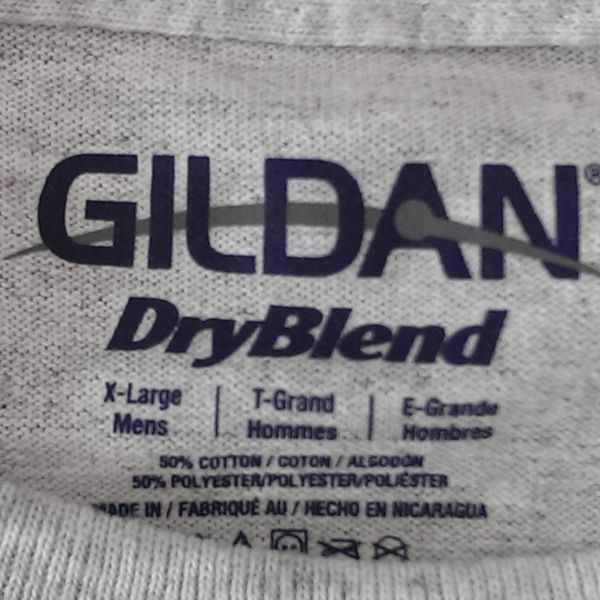 GILDAN®
DryBlend
X-Large | T-Grand | E-Grande
Mens | Hommes | Hombres
50% COTTON / COTON / ALGODÓN
50% POLYESTER/POLYESTER/POLIÉSTER
MADE IN / FABRIQUÉ AU / HECHO EN NICARAGUA